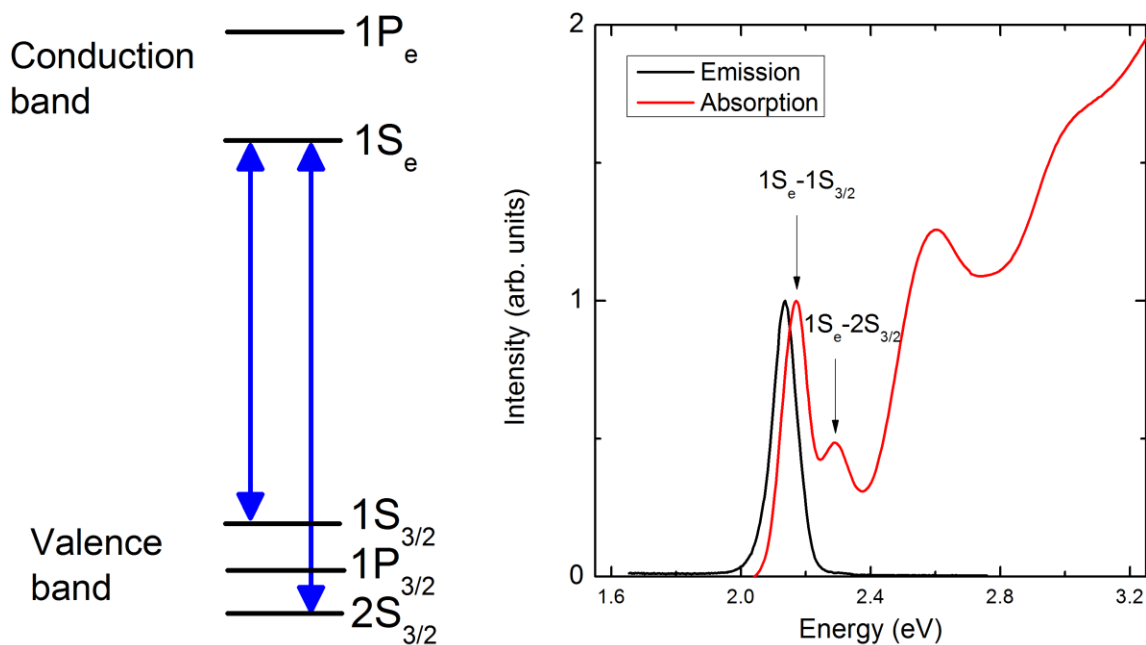 1Pe
Conduction
band
1Se
Valence
band
1S3/2
1P3/2
2S3/2
Emission
Absorption
1Se-1S3/2
1Se-2S3/2
Intensity (arb. units)
2
1
0
1.6
2.0
2.4
2.8
3.2
Energy (eV)